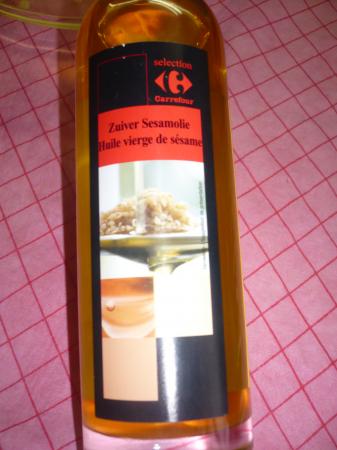 selection
Carrefour
Zuiver Sesamolie
Huile vierge de sésame